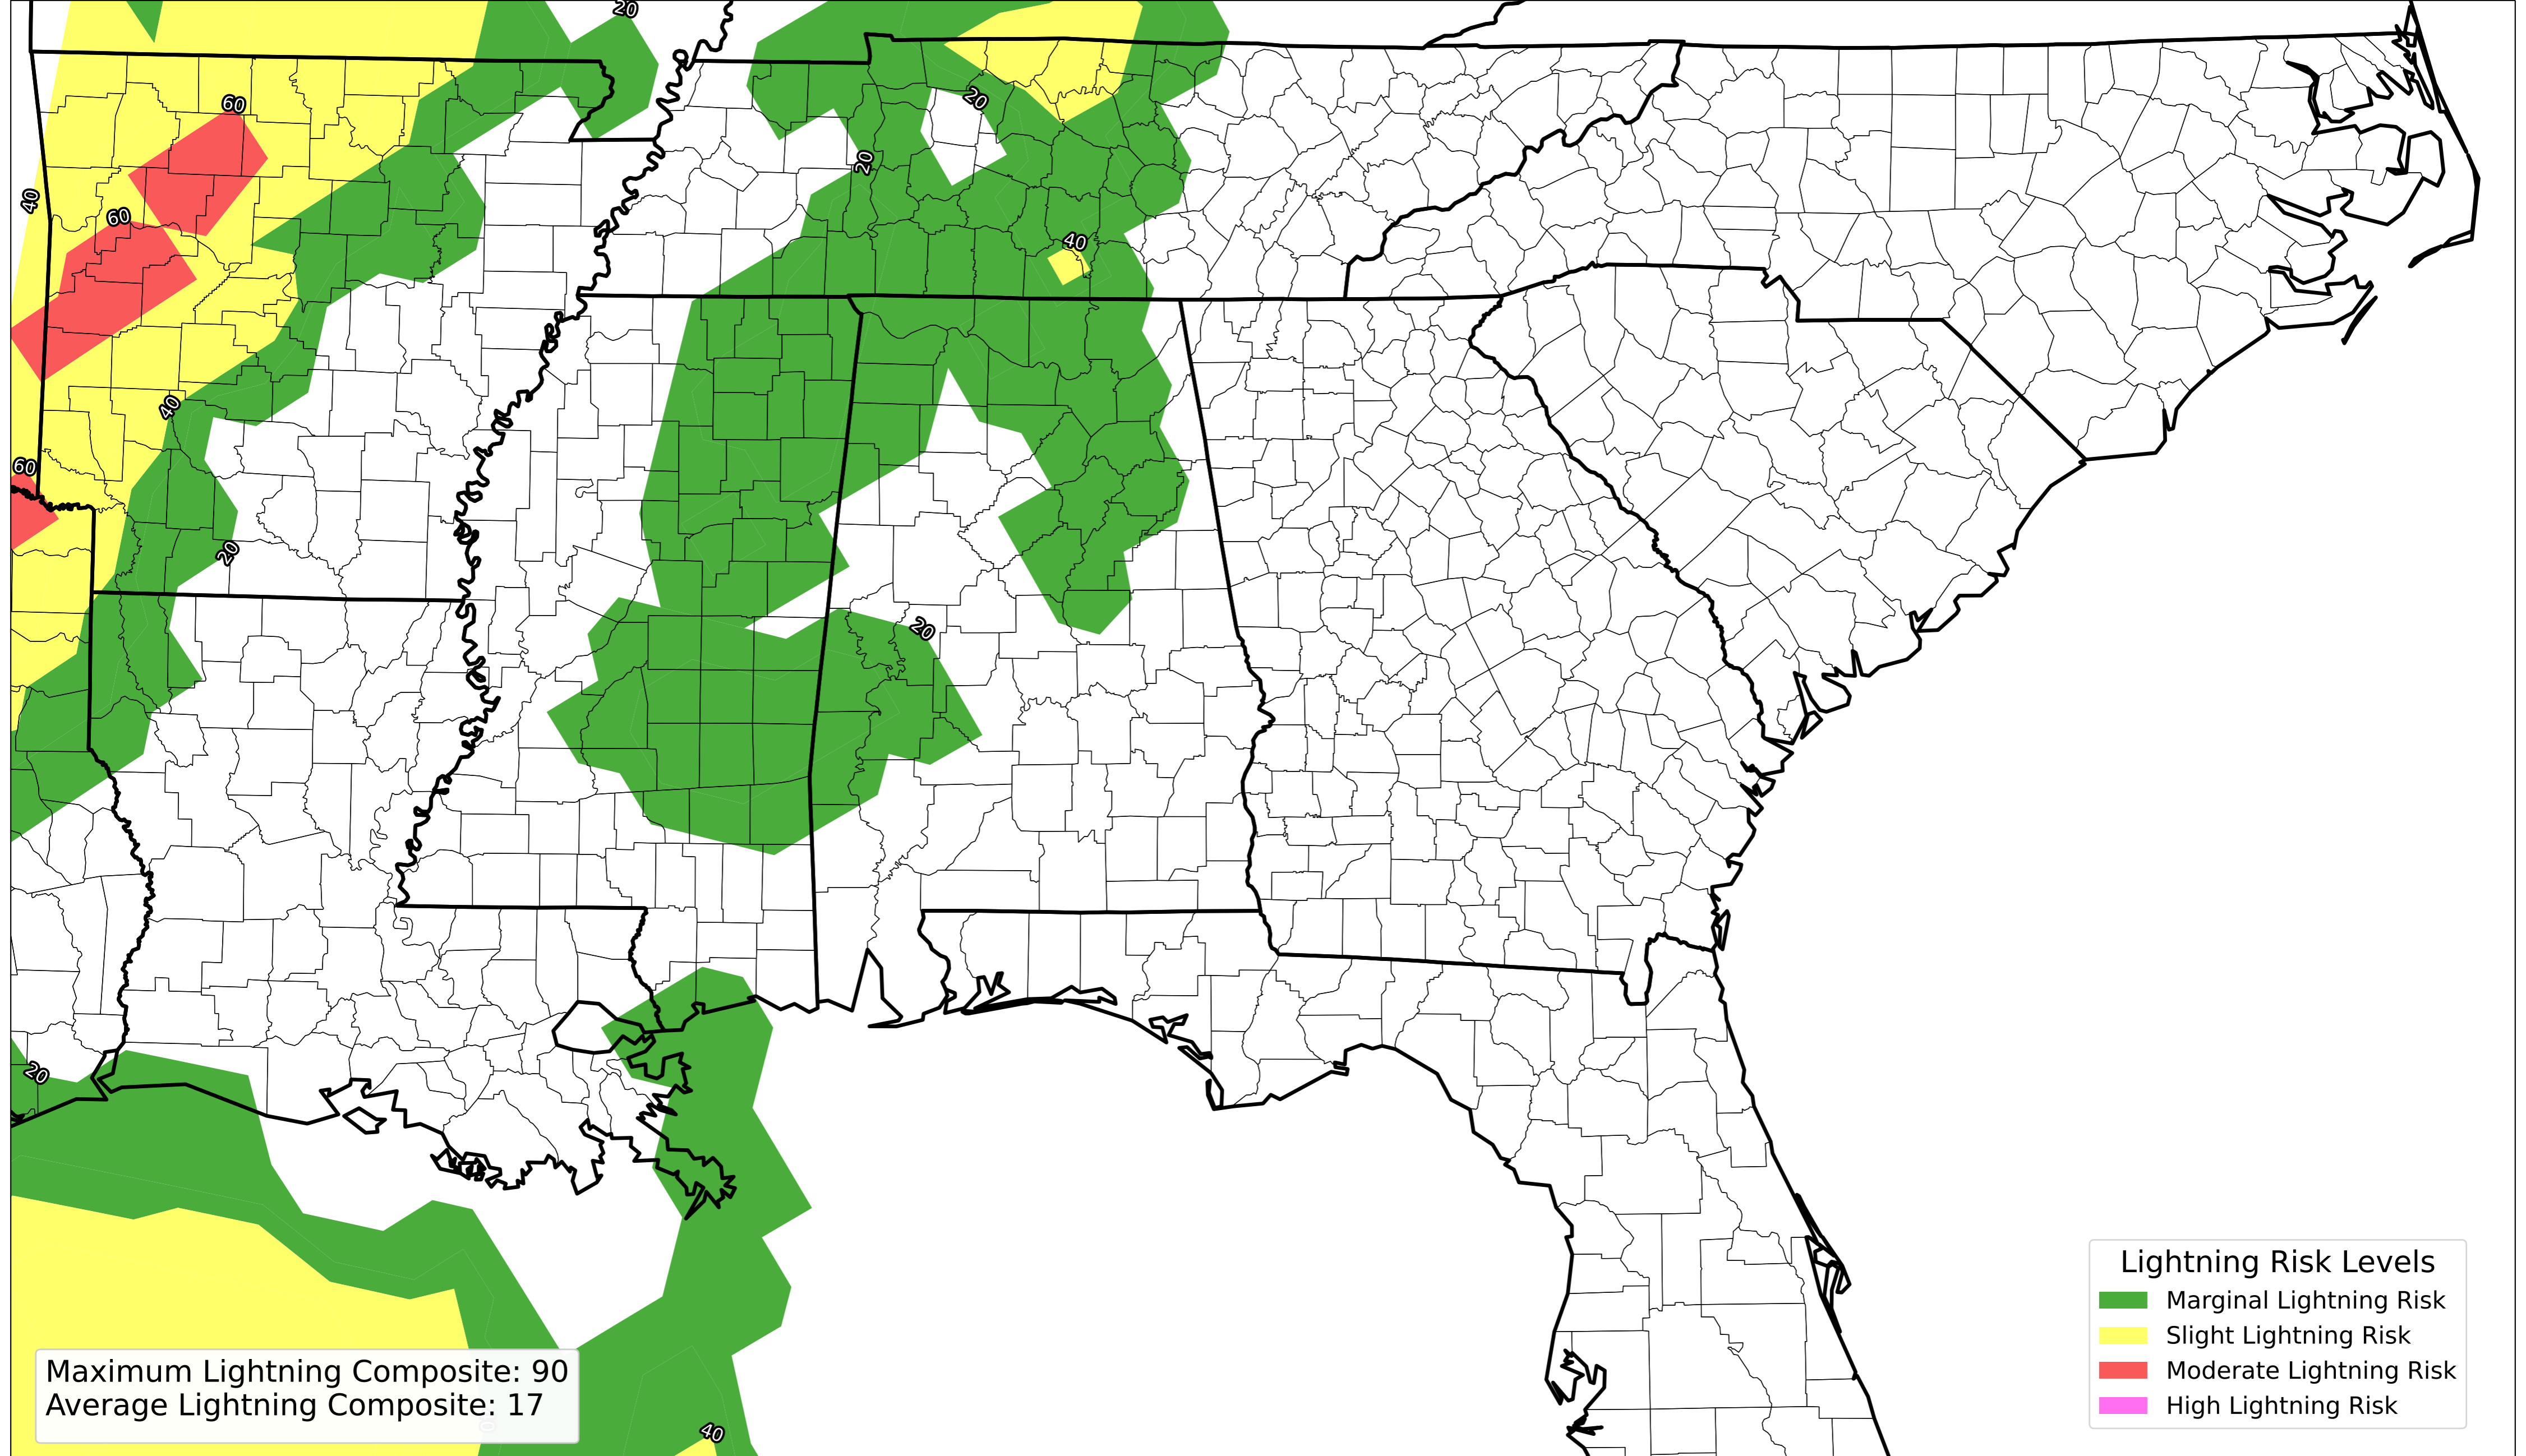 20
60
20
20
40
60
40
40
60
20
20
20
40
Lightning Risk Levels
Marginal Lightning Risk
Slight Lightning Risk
Moderate Lightning Risk
High Lightning Risk
Maximum Lightning Composite: 90
Average Lightning Composite: 17